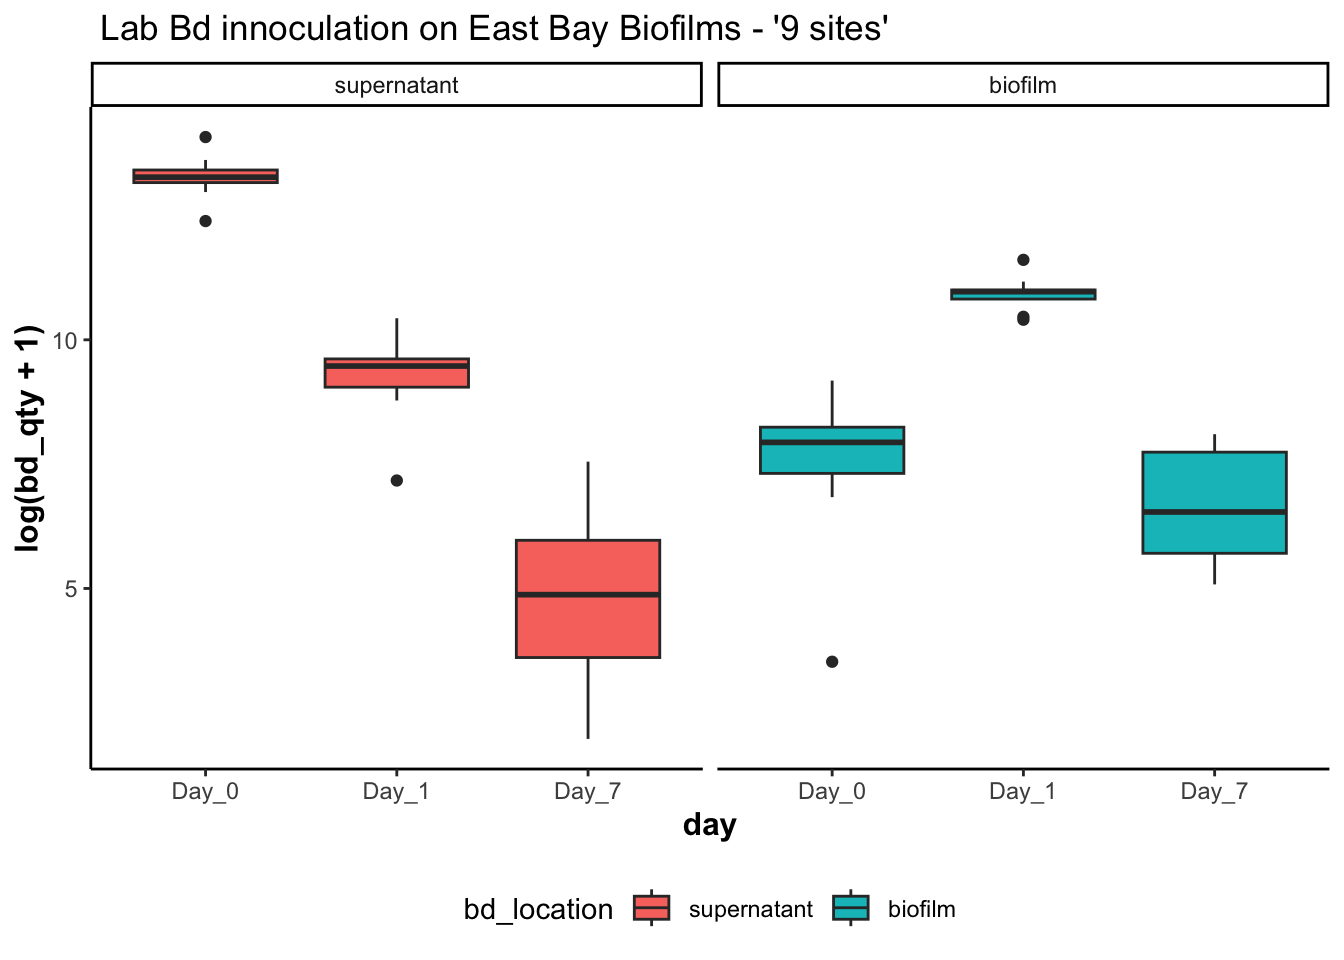 Lab Bd innoculation on East Bay Biofilms - '9 sites'
supernatant
biofilm
log(bd_qty + 1)
10
5
Day_0
Day_1
Day_7
Day_0
Day_1
Day_7
day
bd_location
supernatant
biofilm